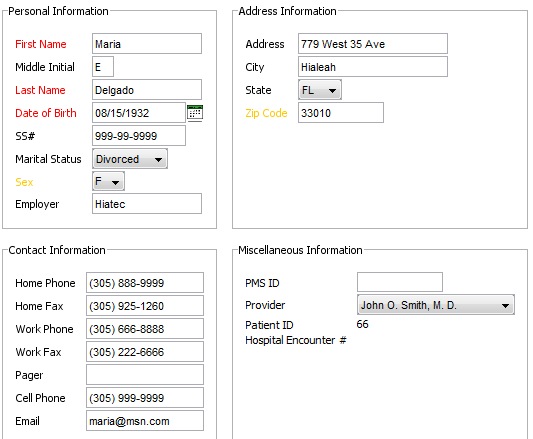 Personal Information
First Name Maria
Middle Initial E
Last Name Delgado
Date of Birth 08/15/1932
SS# 999-99-9999
Marital Status Divorced
Sex F
Employer Hiatec
Address Information
Address 779 West 35 Ave
City Hialeah
State FL
Zip Code 33010
Contact Information
Home Phone (305) 888-9999
Home Fax (305) 925-1260
Work Phone (305) 666-8888
Work Fax (305) 222-6666
Pager
Cell Phone (305) 999-9999
Email maria@msn.com
Miscellaneous Information
PMS ID
Provider John O. Smith, M. D.
Patient ID 66
Hospital Encounter #